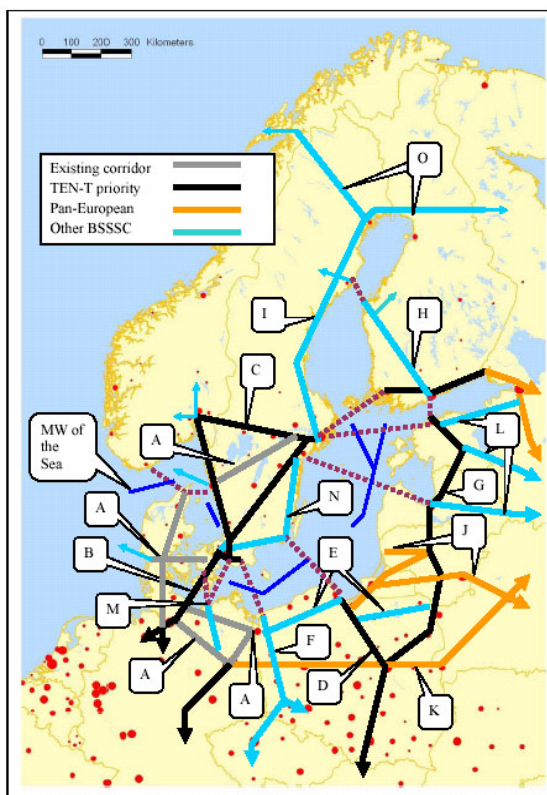 0 100 200 300 Kilometers
Existing corridor
TEN-T priority
Pan-European
Other BSSSC
O
I
H
C
A
MW of
the
Sea
L
N
G
A
J
B
E
M
F
A
A
D
K